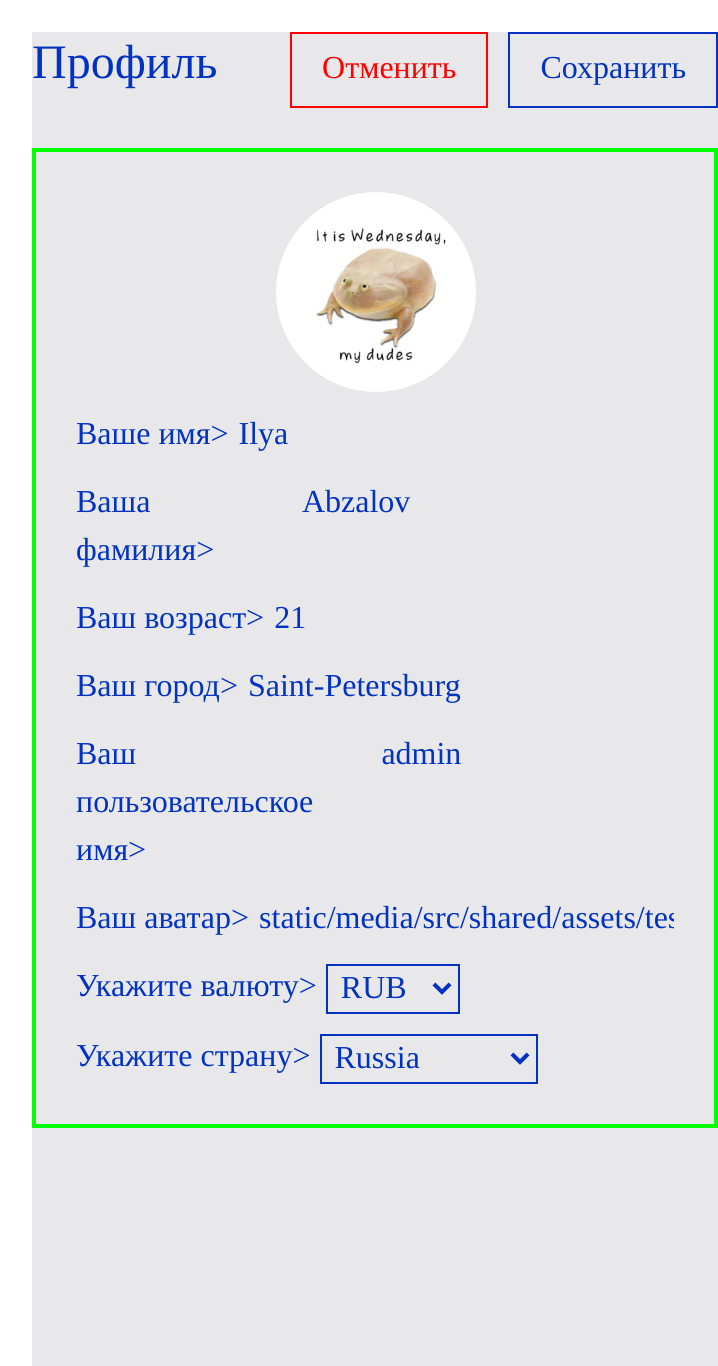 Профиль
Отменить
Сохранить
It is Wednesday,
my dudes
Ваше имя> Ilya
Ваша Abzalov
фамилия>
Ваш возраст> 21
Ваш город> Saint-Petersburg
Ваш admin
пользовательское
имя>
Ваш аватар> static/media/src/shared/assets/tes
Укажите валюту> RUB
Укажите страну> Russia